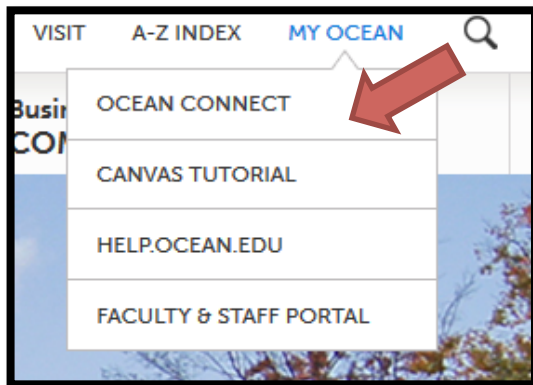 VISIT A-Z INDEX MY OCEAN
OCEAN CONNECT
CANVAS TUTORIAL
HELP.OCEAN.EDU
FACULTY & STAFF PORTAL